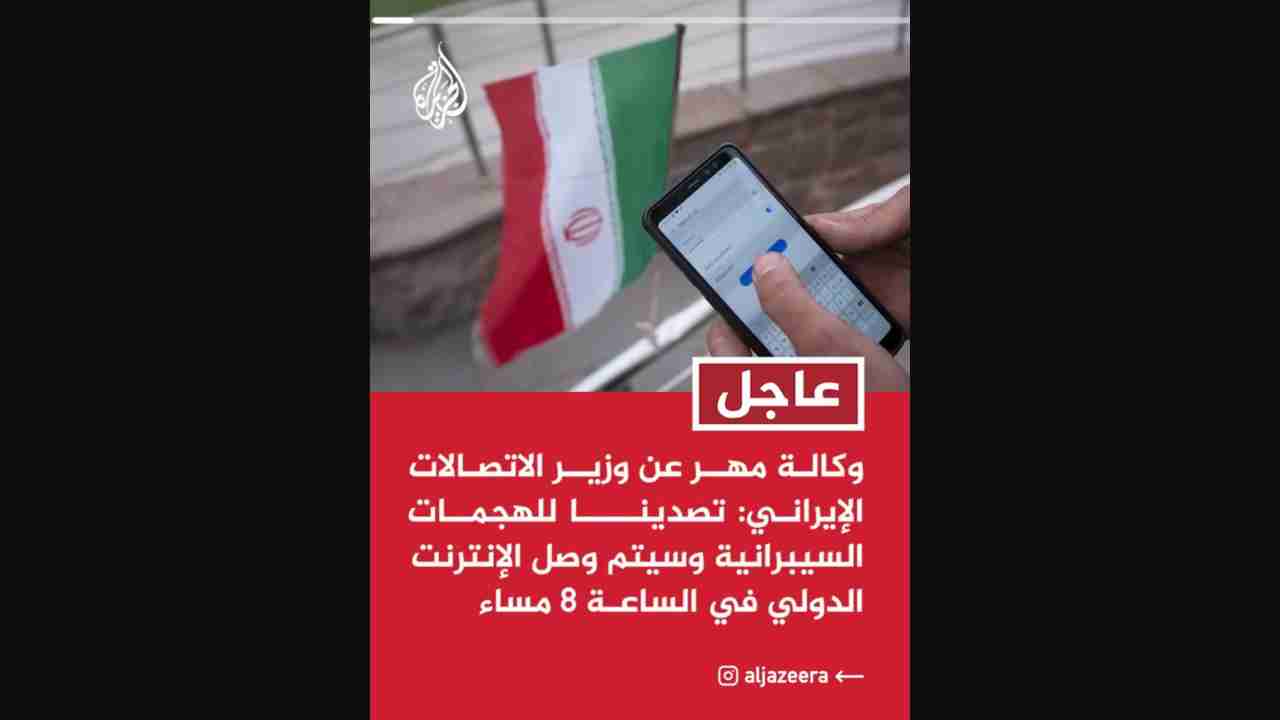 الجزيرة
عاجل
وكالة مهر عن وزير الاتصالات
الإيراني: تصدينا للهجمات
السيبرانية وسيتم وصل الإنترنت
الدولي في الساعة 8 مساء
aljazeera